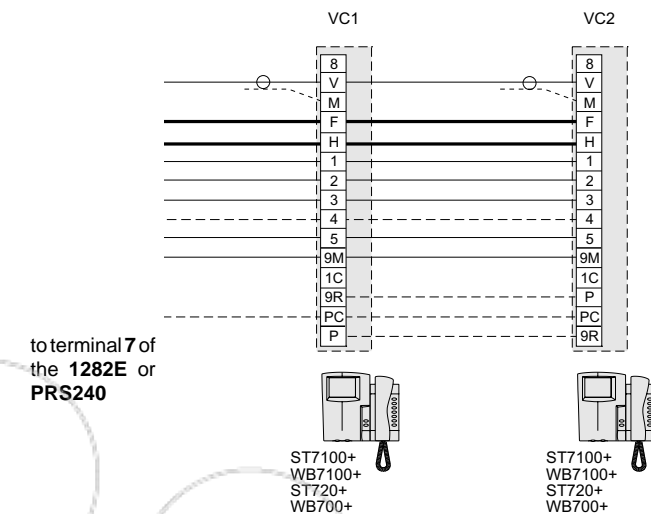 VC1
VC2
8
V
M
F
H
1
2
3
4
5
9M
1C
9R
PC
P
8
V
M
F
H
1
2
3
4
5
9M
1C
P
PC
9R
to terminal 7 of
the 1282E or
PRS240
ST7100+
WB7100+
ST720+
WB700+
ST7100+
WB7100+
ST720+
WB700+